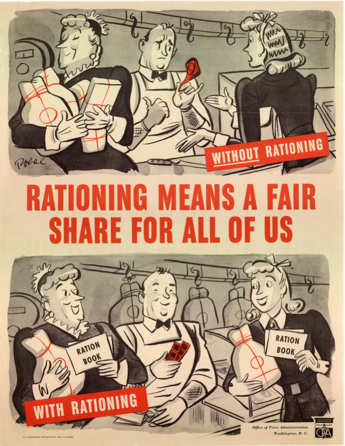 PORGÉ
WITHOUT RATIONING
RATIONING MEANS A FAIR
SHARE FOR ALL OF US
RATION
BOOK
RATION
BOOK
WITH RATIONING
Office of Price Administration
Washington, D. C.
OPA